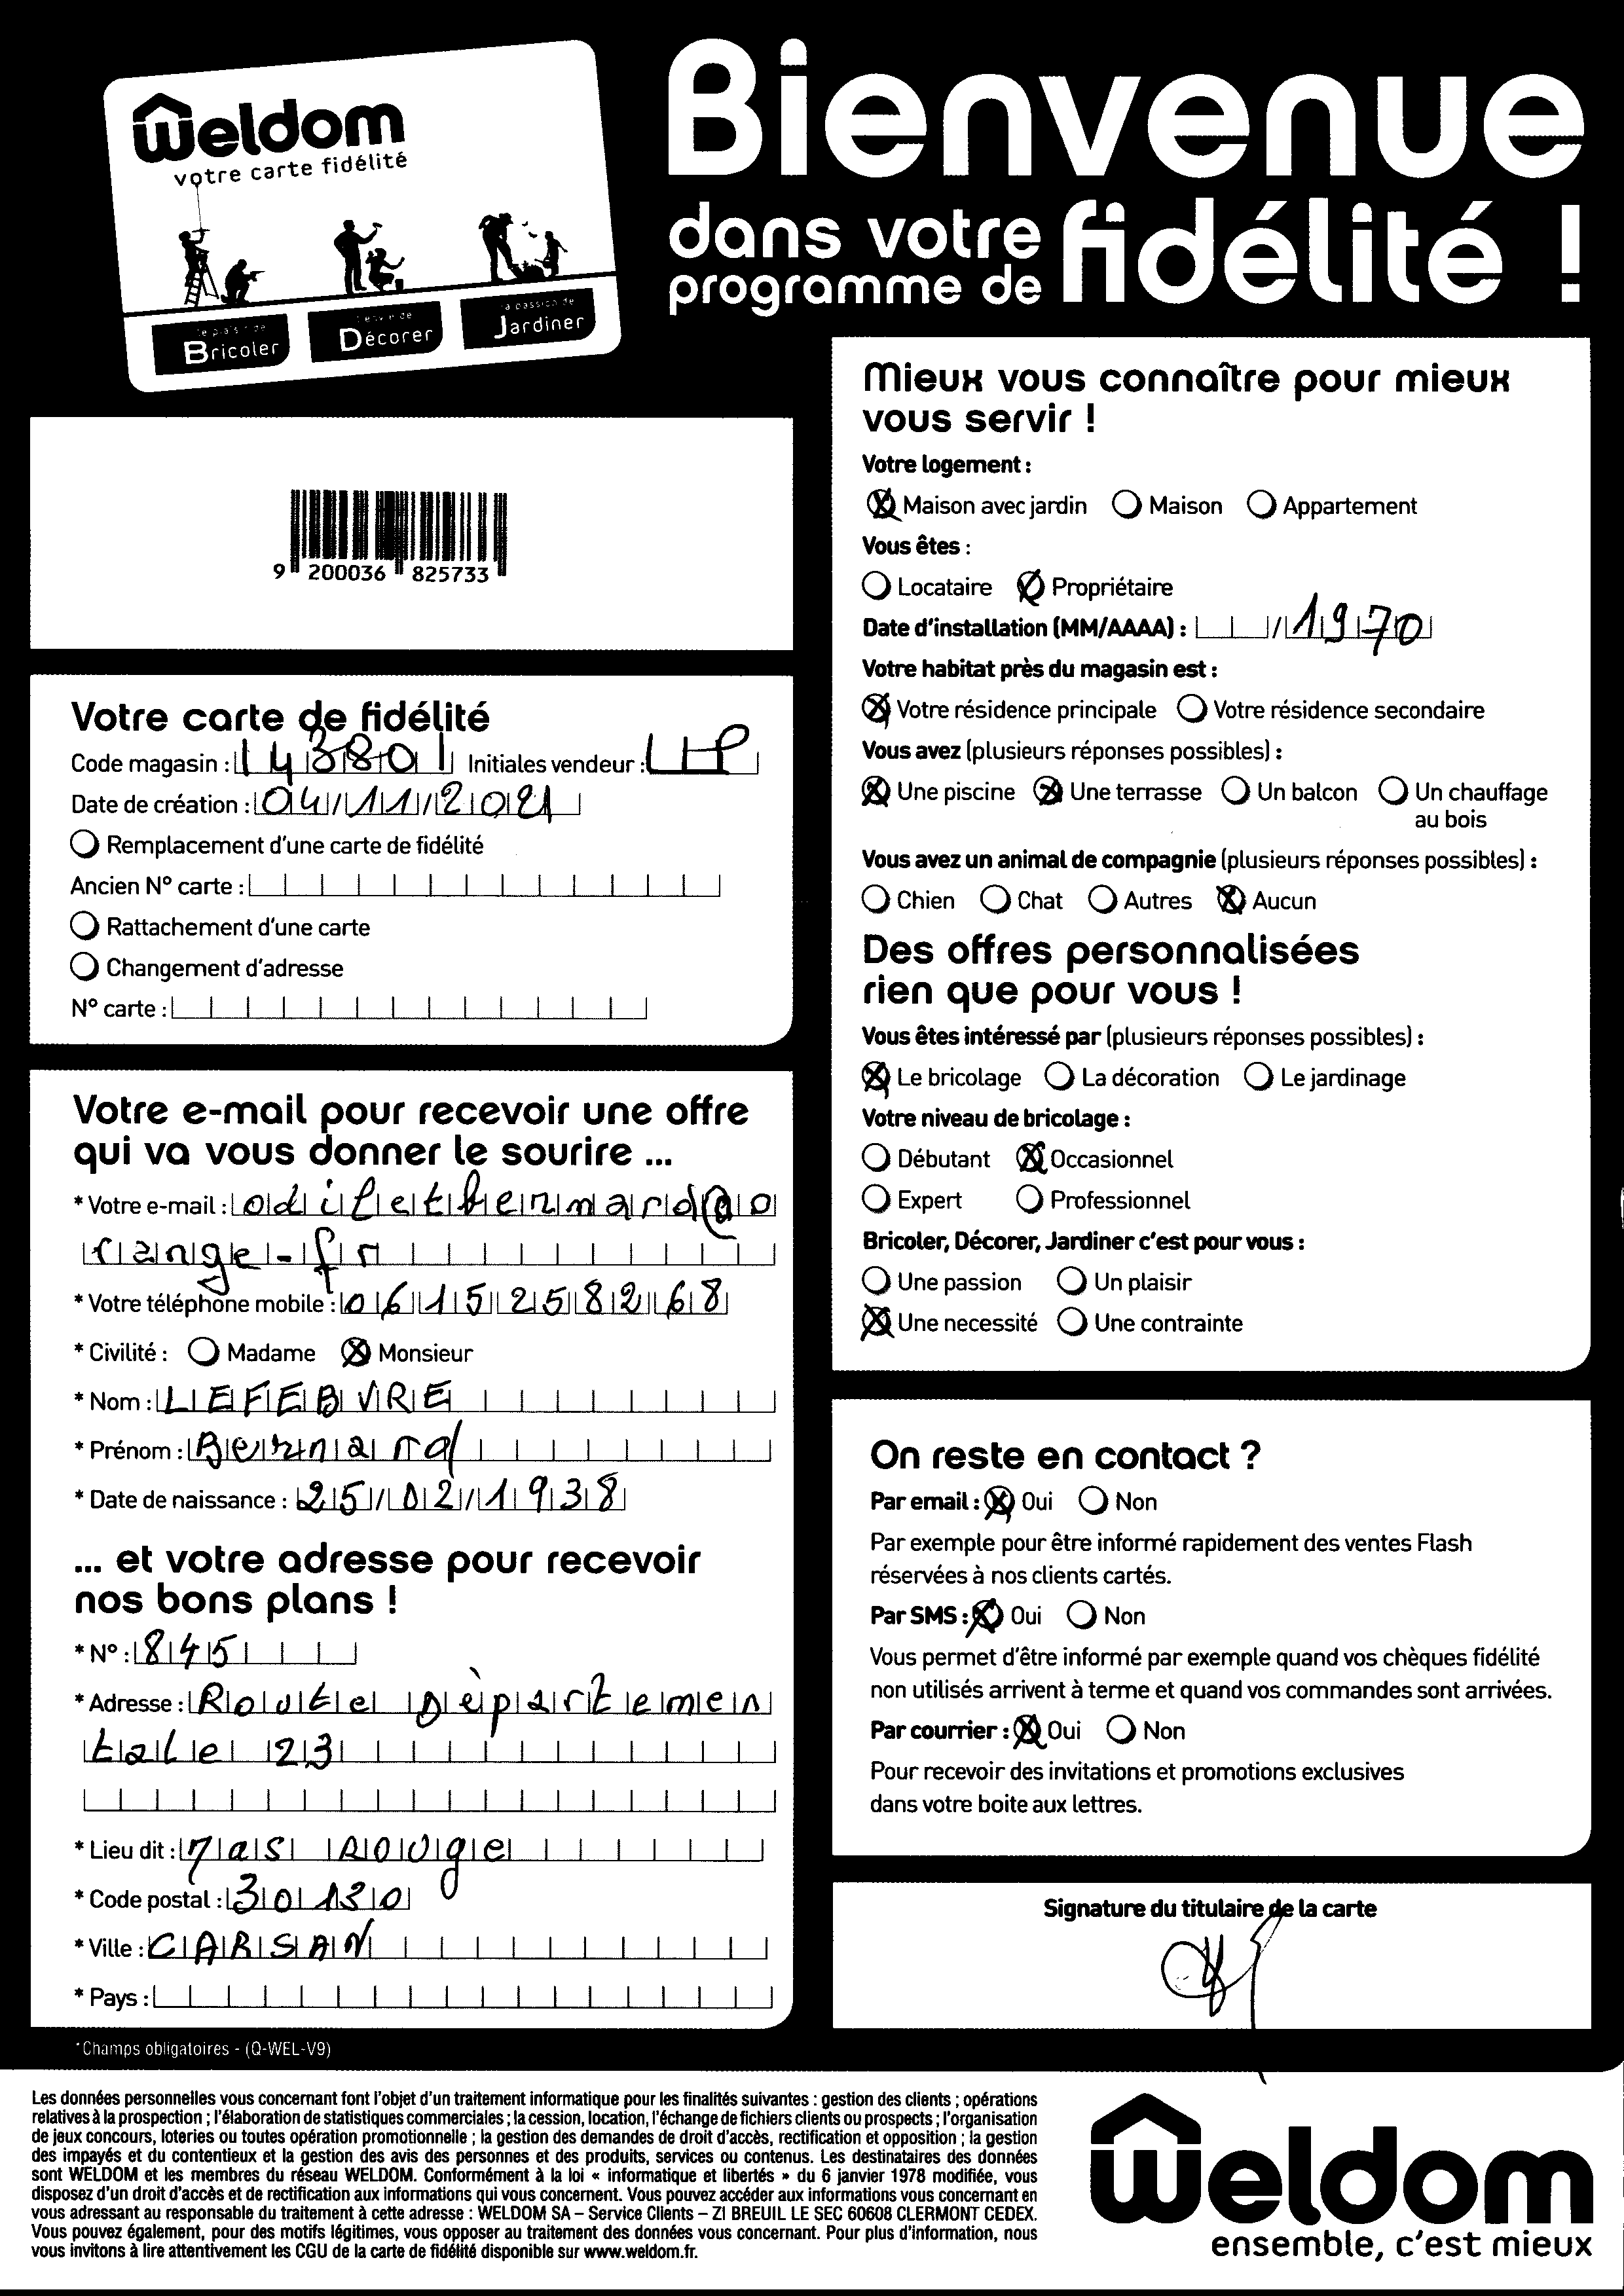 Weldom
votre carte fidélité
le plaisir de
Bricoler
l'envie de
Décorer
la passion de
Jardiner
Bienvenue
dans votre
programme de fidélité !
9 200036 825733
Votre carte de fidélité
Code magasin : 14380 Initiales vendeur :
Date de création : 04/11/2021
Remplacement d'une carte de fidélité
Ancien N° carte :
Rattachement d'une carte
Changement d'adresse
N° carte :
Votre e-mail pour recevoir une offre
qui va vous donner le sourire ...
* Votre e-mail : odiletbernard@o
range-fr
* Votre téléphone mobile : 06 15 25 82 68
* Civilité : Madame Monsieur
* Nom : LEFEBVRE
* Prénom : Bernard
* Date de naissance : 25/02/1938
... et votre adresse pour recevoir
nos bons plans !
* N° : 845
* Adresse : Route Dèpartemen
tale 23
* Lieu dit : mas Rouge
* Code postal : 30130
* Ville : CARSAN
* Pays :
*Champs obligatoires - (Q-WEL-V9)
Mieux vous connaître pour mieux
vous servir !
Votre logement :
Maison avec jardin Maison Appartement
Vous êtes :
Locataire Propriétaire
Date d'installation (MM/AAAA) : / 1970
Votre habitat près du magasin est :
Votre résidence principale Votre résidence secondaire
Vous avez (plusieurs réponses possibles) :
Une piscine Une terrasse Un balcon Un chauffage
au bois
Vous avez un animal de compagnie (plusieurs réponses possibles) :
Chien Chat Autres Aucun
Des offres personnalisées
rien que pour vous !
Vous êtes intéressé par (plusieurs réponses possibles) :
Le bricolage La décoration Le jardinage
Votre niveau de bricolage :
Débutant Occasionnel
Expert Professionnel
Bricoler, Décorer, Jardiner c'est pour vous :
Une passion Un plaisir
Une necessité Une contrainte
On reste en contact ?
Par email : Oui Non
Par exemple pour être informé rapidement des ventes Flash
réservées à nos clients cartés.
Par SMS : Oui Non
Vous permet d'être informé par exemple quand vos chèques fidélité
non utilisés arrivent à terme et quand vos commandes sont arrivées.
Par courrier : Oui Non
Pour recevoir des invitations et promotions exclusives
dans votre boite aux lettres.
Signature du titulaire de la carte
Les données personnelles vous concernant font l'objet d'un traitement informatique pour les finalités suivantes : gestion des clients ; opérations
relatives à la prospection ; l'élaboration de statistiques commerciales ; la cession, location, l'échange de fichiers clients ou prospects ; l'organisation
de jeux concours, loteries ou toutes opération promotionnelle ; la gestion des demandes de droit d'accès, rectification et opposition ; la gestion
des impayés et du contentieux et la gestion des avis des personnes et des produits, services ou contenus. Les destinataires des données
sont WELDOM et les membres du réseau WELDOM. Conformément à la loi « informatique et libertés » du 6 janvier 1978 modifiée, vous
disposez d'un droit d'accès et de rectification aux informations qui vous concernent. Vous pouvez accéder aux informations vous concernant en
vous adressant au responsable du traitement à cette adresse : WELDOM SA – Service Clients – ZI BREUIL LE SEC 60608 CLERMONT CEDEX.
Vous pouvez également, pour des motifs légitimes, vous opposer au traitement des données vous concernant. Pour plus d'information, nous
vous invitons à lire attentivement les CGU de la carte de fidélité disponible sur www.weldom.fr.
Weldom
ensemble, c'est mieux